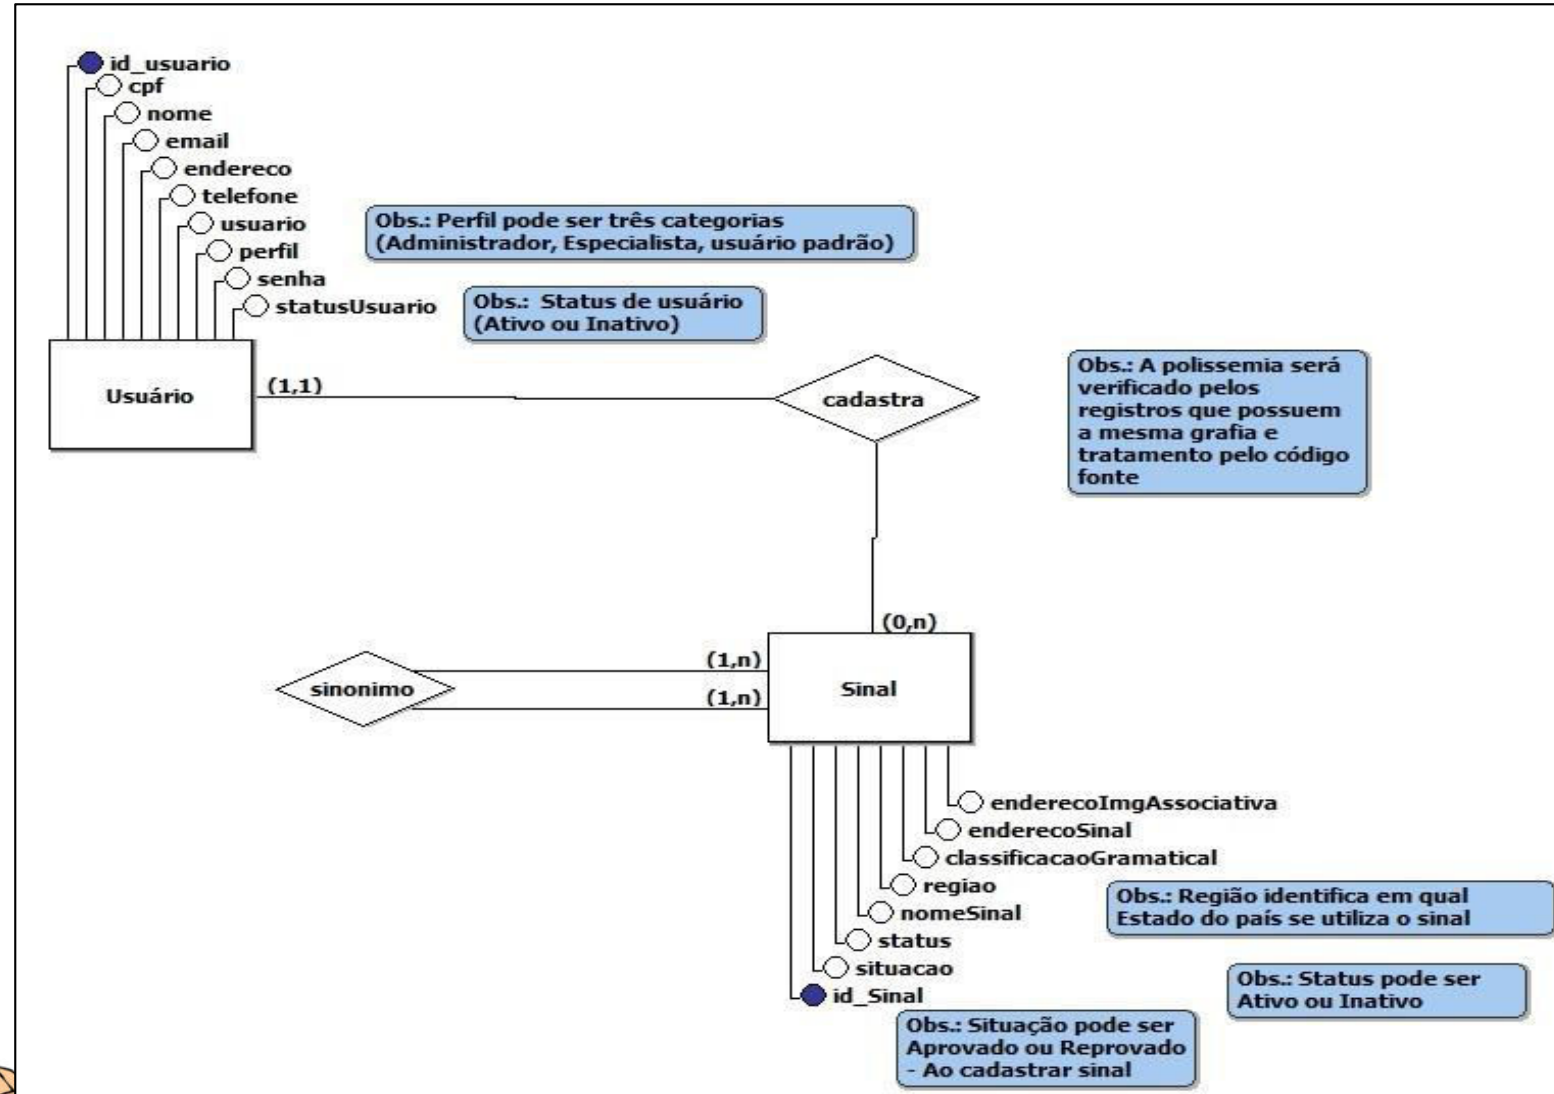 id_usuario
cpf
nome
email
endereco
telefone
usuario
perfil
senha
statusUsuario
Obs.: Perfil pode ser três categorias
(Administrador, Especialista, usuário padrão)
Obs.:  Status de usuário
(Ativo ou Inativo)
Usuário
(1,1)
cadastra
Obs.: A polissemia será
verificado pelos
registros que possuem
a mesma grafia e
tratamento pelo código
fonte
(0,n)
sinonimo
(1,n)
(1,n)
Sinal
enderecoImgAssociativa
enderecoSinal
classificacaoGramatical
regiao
nomeSinal
status
situacao
id_Sinal
Obs.: Região identifica em qual
Estado do país se utiliza o sinal
Obs.: Status pode ser
Ativo ou Inativo
Obs.: Situação pode ser
Aprovado ou Reprovado
- Ao cadastrar sinal